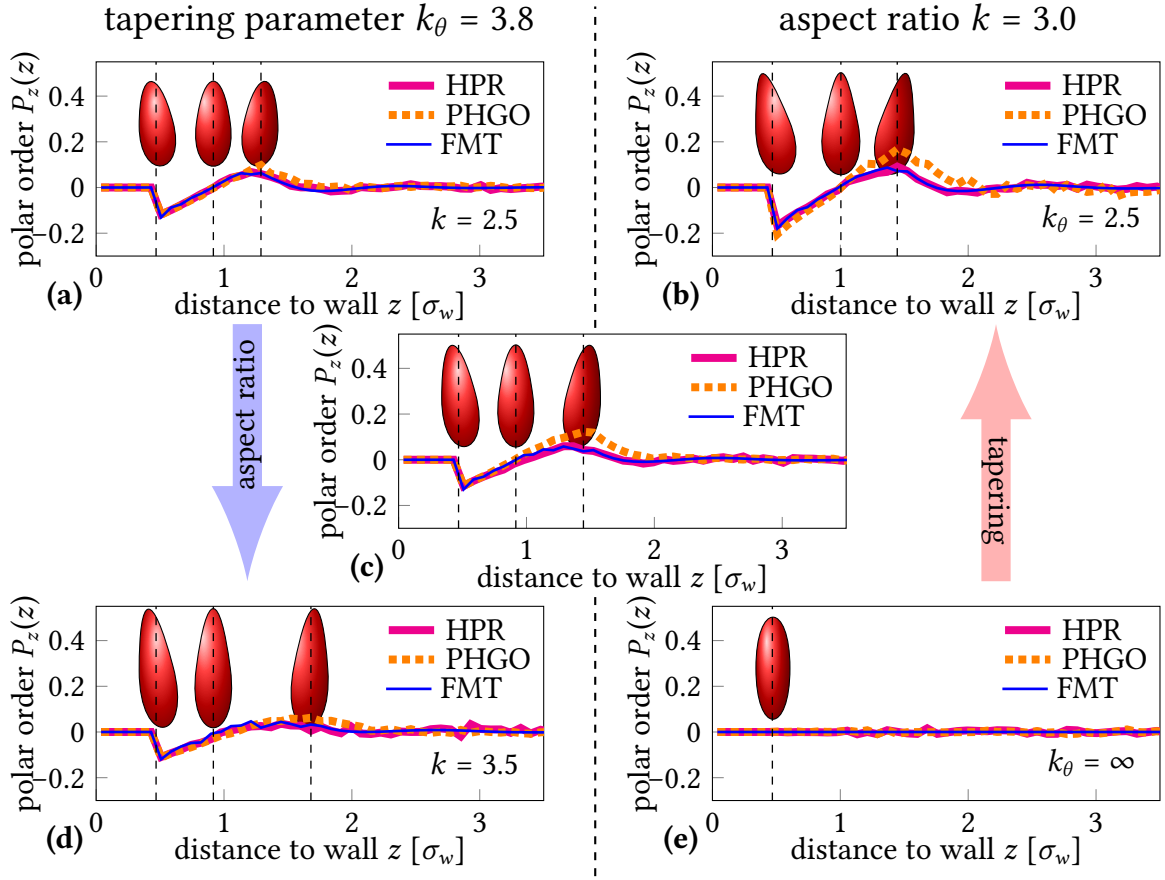 tapering parameter kθ = 3.8
aspect ratio k = 3.0
polar order Pz(z)
0.4
0.2
0
−0.2
HPR
PHGO
FMT
k = 2.5
0 1 2 3
(a)
distance to wall z [σw]
polar order Pz(z)
0.4
0.2
0
−0.2
HPR
PHGO
FMT
kθ = 2.5
0 1 2 3
(b)
distance to wall z [σw]
aspect ratio
polar order Pz(z)
0.4
0.2
0
−0.2
HPR
PHGO
FMT
0 1 2 3
(c)
distance to wall z [σw]
tapering
polar order Pz(z)
0.4
0.2
0
−0.2
HPR
PHGO
FMT
k = 3.5
0 1 2 3
(d)
distance to wall z [σw]
polar order Pz(z)
0.4
0.2
0
−0.2
HPR
PHGO
FMT
kθ = ∞
0 1 2 3
(e)
distance to wall z [σw]